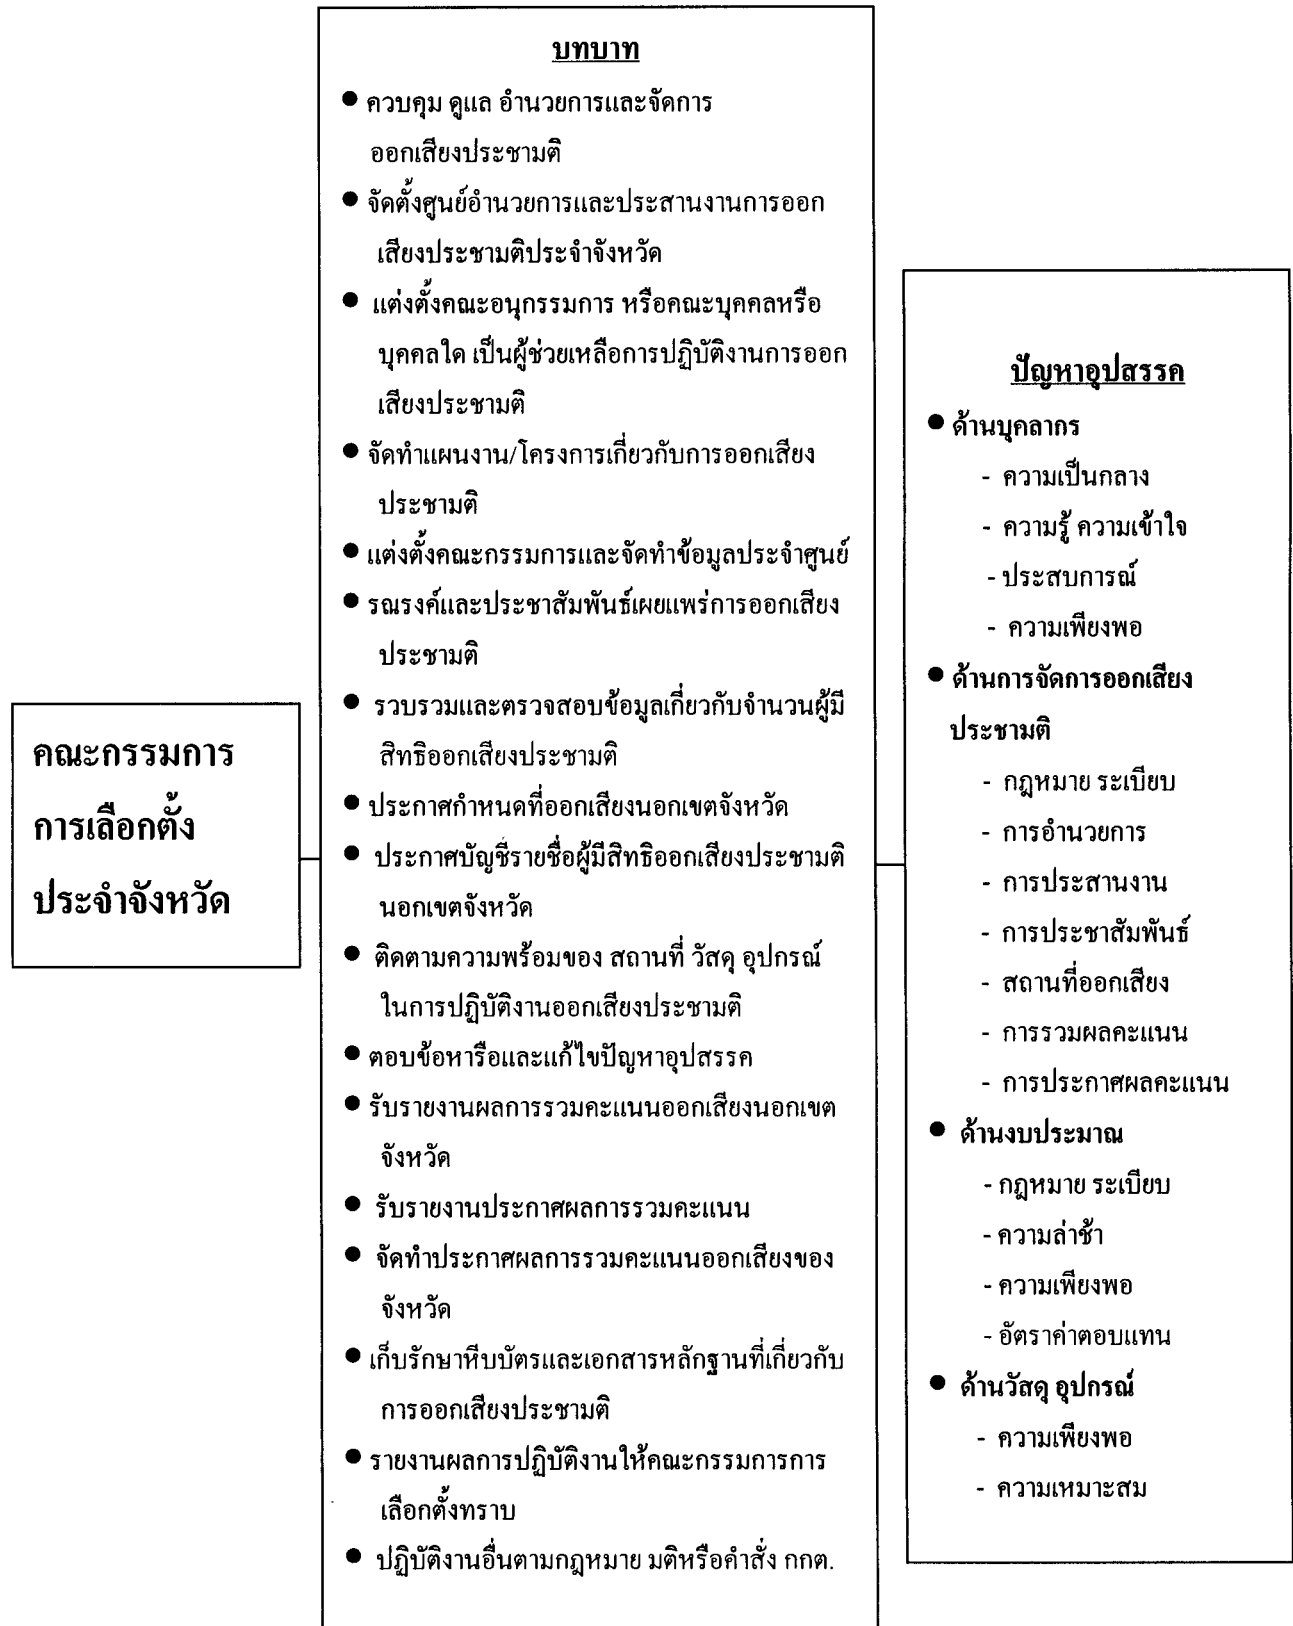 คณะกรรมการ
การเลือกตั้ง
ประจำจังหวัด
บทบาท
● ควบคุม ดูแล อำนวยการและจัดการ
ออกเสียงประชามติ
● จัดตั้งศูนย์อำนวยการและประสานงานการออก
เสียงประชามติประจำจังหวัด
● แต่งตั้งคณะอนุกรรมการ หรือคณะบุคคลหรือ
บุคคลใด เป็นผู้ช่วยเหลือการปฏิบัติงานการออก
เสียงประชามติ
● จัดทำแผนงาน/โครงการเกี่ยวกับการออกเสียง
ประชามติ
● แต่งตั้งคณะกรรมการและจัดทำข้อมูลประจำศูนย์
● รณรงค์และประชาสัมพันธ์เผยแพร่การออกเสียง
ประชามติ
● รวบรวมและตรวจสอบข้อมูลเกี่ยวกับจำนวนผู้มี
สิทธิออกเสียงประชามติ
● ประกาศกำหนดที่ออกเสียงนอกเขตจังหวัด
● ประกาศบัญชีรายชื่อผู้มีสิทธิออกเสียงประชามติ
นอกเขตจังหวัด
● ติดตามความพร้อมของ สถานที่ วัสดุ อุปกรณ์
ในการปฏิบัติงานออกเสียงประชามติ
● ตอบข้อหารือและแก้ไขปัญหาอุปสรรค
● รับรายงานผลการรวมคะแนนออกเสียงนอกเขต
จังหวัด
● รับรายงานประกาศผลการรวมคะแนน
● จัดทำประกาศผลการรวมคะแนนออกเสียงของ
จังหวัด
● เก็บรักษาหีบบัตรและเอกสารหลักฐานที่เกี่ยวกับ
การออกเสียงประชามติ
● รายงานผลการปฏิบัติงานให้คณะกรรมการการ
เลือกตั้งทราบ
● ปฏิบัติงานอื่นตามกฎหมาย มติหรือคำสั่ง กกต.
ปัญหาอุปสรรค
● ด้านบุคลากร
- ความเป็นกลาง
- ความรู้ ความเข้าใจ
- ประสบการณ์
- ความเพียงพอ
● ด้านการจัดการออกเสียง
ประชามติ
- กฎหมาย ระเบียบ
- การอำนวยการ
- การประสานงาน
- การประชาสัมพันธ์
- สถานที่ออกเสียง
- การรวมผลคะแนน
- การประกาศผลคะแนน
● ด้านงบประมาณ
- กฎหมาย ระเบียบ
- ความล่าช้า
- ความเพียงพอ
- อัตราค่าตอบแทน
● ด้านวัสดุ อุปกรณ์
- ความเพียงพอ
- ความเหมาะสม